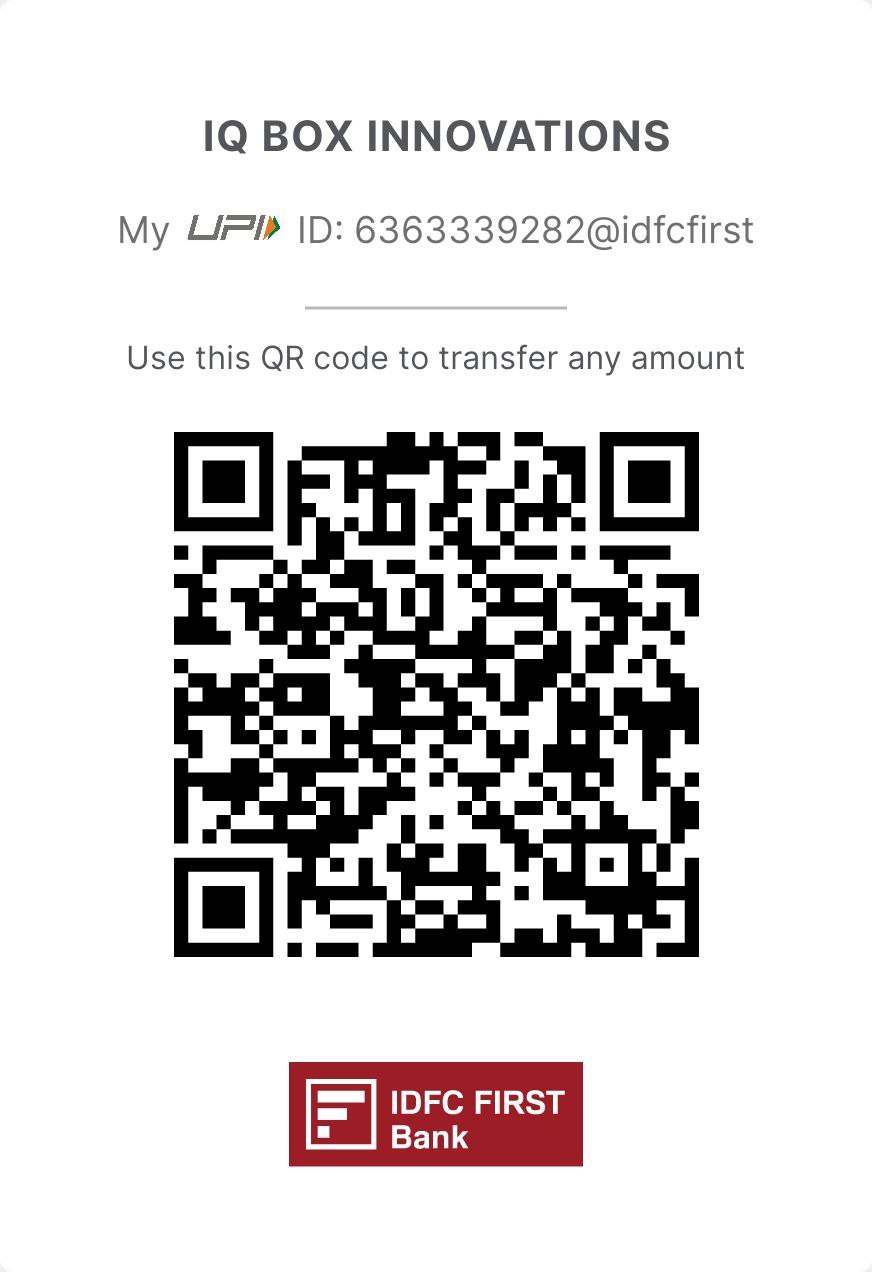 IQ BOX INNOVATIONS
My UPI ID: 6363339282@idfcfirst
Use this QR code to transfer any amount
IDFC FIRST
Bank